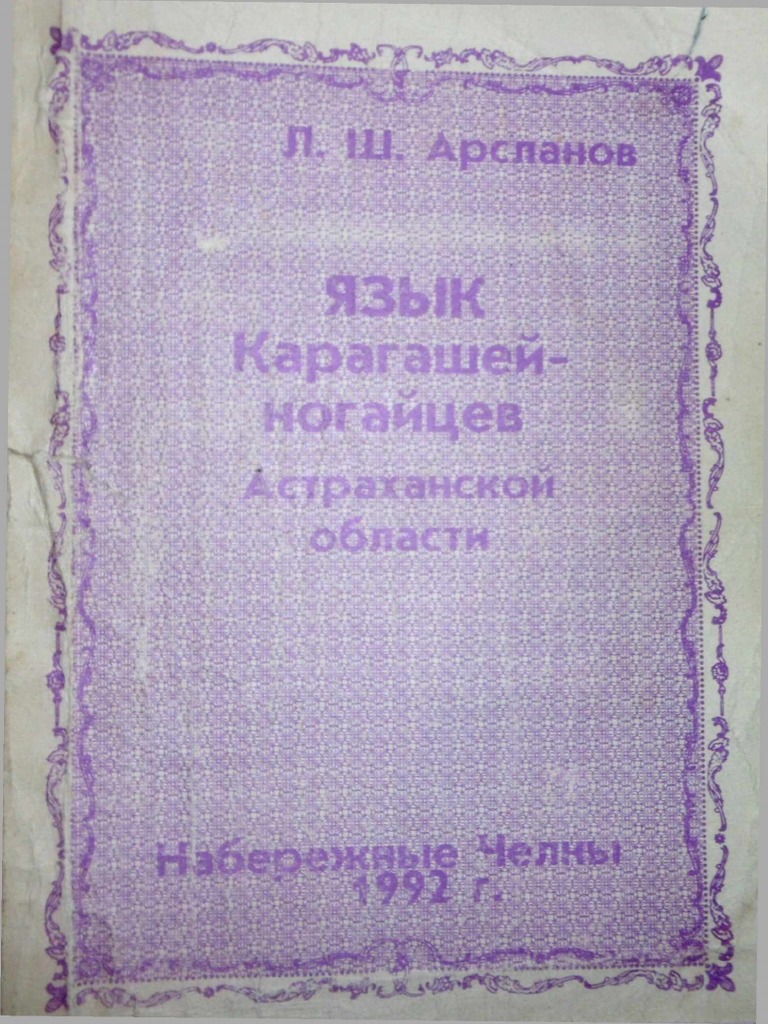 Л. Ш. Арсланов
ЯЗЫК
Карагашей-
ногайцев
Астраханской
области
Набережные Челны
1992 г.